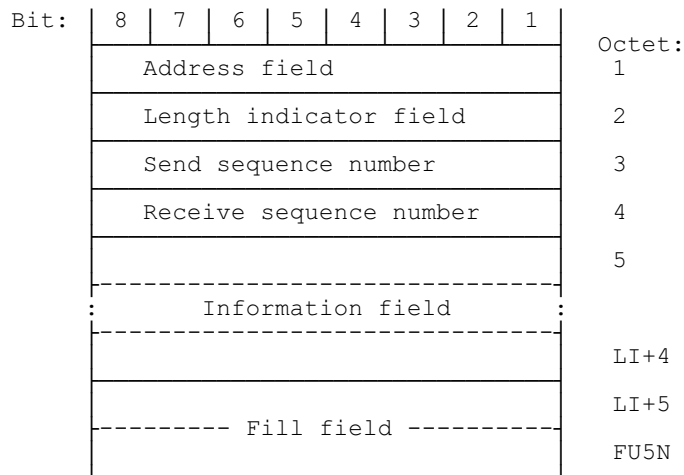 Bit: 8 7 6 5 4 3 2 1
Octet:
Address field 1
Length indicator field 2
Send sequence number 3
Receive sequence number 4
5
: Information field :
LI+4
LI+5
Fill field
FU5N